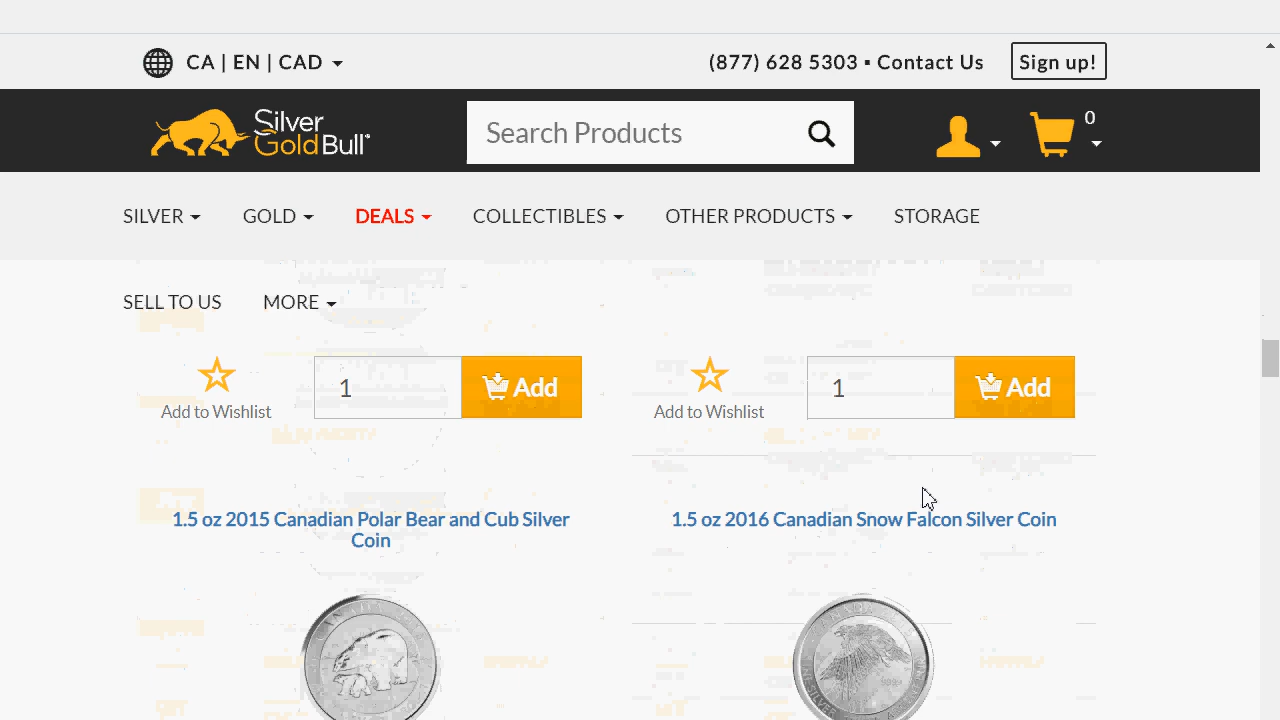 CA | EN | CAD
(877) 628 5303 ▪ Contact Us
Sign up!
Silver
Gold Bull
Search Products
0
SILVER
GOLD
DEALS
COLLECTIBLES
OTHER PRODUCTS
STORAGE
SELL TO US
MORE
Add to Wishlist
1
Add
Add to Wishlist
1
Add
1.5 oz 2015 Canadian Polar Bear and Cub Silver
Coin
1.5 oz 2016 Canadian Snow Falcon Silver Coin